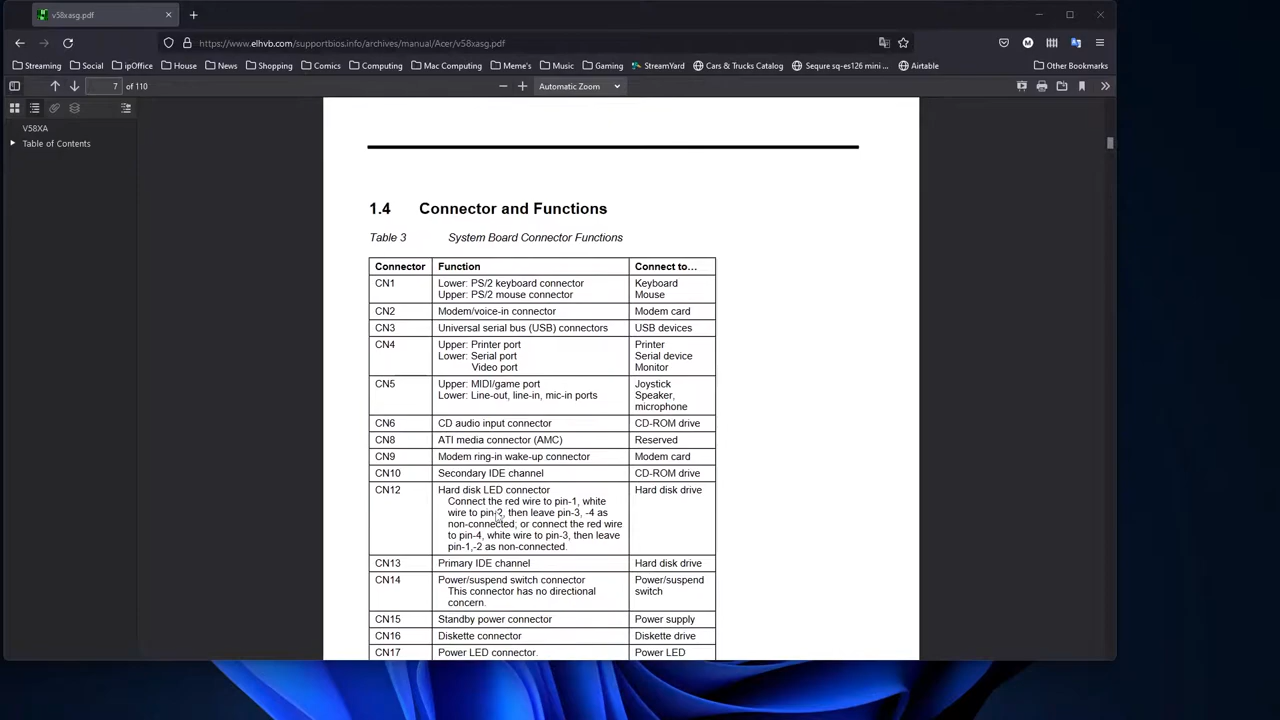 v58xasg.pdf
https://www.elhvb.com/supportbios.info/archives/manual/Acer/v58xasg.pdf
Streaming Social ipOffice House News Shopping Comics Computing Mac Computing Meme's Music Gaming StreamYard Cars & Trucks Catalog Sequre sq-es126 mini ... Airtable Other Bookmarks
7 of 110 Automatic Zoom
V58XA
Table of Contents
1.4 Connector and Functions
Table 3 System Board Connector Functions
Connector Function Connect to…
CN1 Lower: PS/2 keyboard connector Keyboard
Upper: PS/2 mouse connector Mouse
CN2 Modem/voice-in connector Modem card
CN3 Universal serial bus (USB) connectors USB devices
CN4 Upper: Printer port Printer
Lower: Serial port Serial device
Video port Monitor
CN5 Upper: MIDI/game port Joystick
Lower: Line-out, line-in, mic-in ports Speaker,
microphone
CN6 CD audio input connector CD-ROM drive
CN8 ATI media connector (AMC) Reserved
CN9 Modem ring-in wake-up connector Modem card
CN10 Secondary IDE channel CD-ROM drive
CN12 Hard disk LED connector Hard disk drive
Connect the red wire to pin-1, white
wire to pin-2, then leave pin-3, -4 as
non-connected; or connect the red wire
to pin-4, white wire to pin-3, then leave
pin-1,-2 as non-connected.
CN13 Primary IDE channel Hard disk drive
CN14 Power/suspend switch connector Power/suspend
This connector has no directional switch
concern.
CN15 Standby power connector Power supply
CN16 Diskette connector Diskette drive
CN17 Power LED connector. Power LED